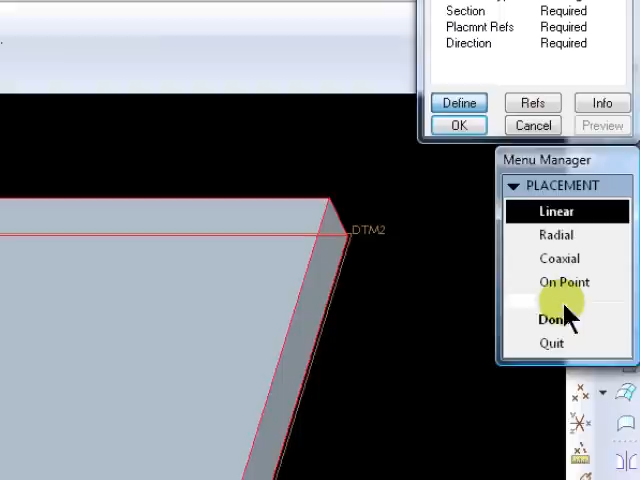 Section Required
Placmnt Refs Required
Direction Required
Define Refs Info
OK Cancel Preview
Menu Manager
PLACEMENT
Linear
Radial
Coaxial
On Point
Quit
DTM2